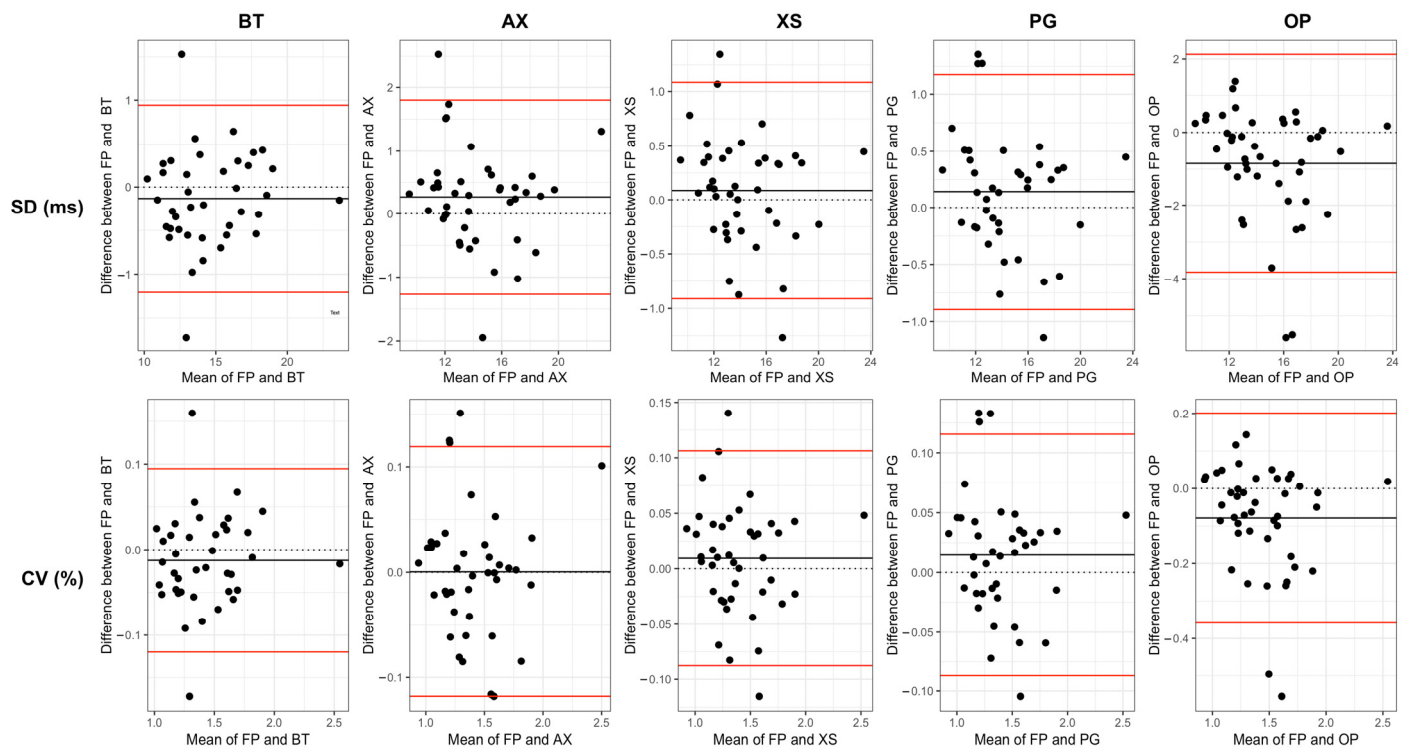 BT AX XS PG OP
SD (ms)
Difference between FP and BT
1
0
−1
Text
10 15 20
Mean of FP and BT
Difference between FP and AX
2
1
0
−1
−2
12 16 20
Mean of FP and AX
Difference between FP and XS
1.0
0.5
0.0
−0.5
−1.0
12 16 20
Mean of FP and XS
Difference between FP and PG
1.0
0.5
0.0
−0.5
−1.0
12 16 20 24
Mean of FP and PG
Difference between FP and OP
2
0
−2
−4
12 16 20 24
Mean of FP and OP
CV (%)
Difference between FP and BT
0.1
0.0
−0.1
1.0 1.5 2.0 2.5
Mean of FP and BT
Difference between FP and AX
0.1
0.0
−0.1
1.0 1.5 2.0 2.5
Mean of FP and AX
Difference between FP and XS
0.15
0.10
0.05
0.00
−0.05
−0.10
1.0 1.5 2.0 2.5
Mean of FP and XS
Difference between FP and PG
0.10
0.05
0.00
−0.05
−0.10
1.0 1.5 2.0 2.5
Mean of FP and PG
Difference between FP and OP
0.2
0.0
−0.2
−0.4
1.0 1.5 2.0 2.5
Mean of FP and OP